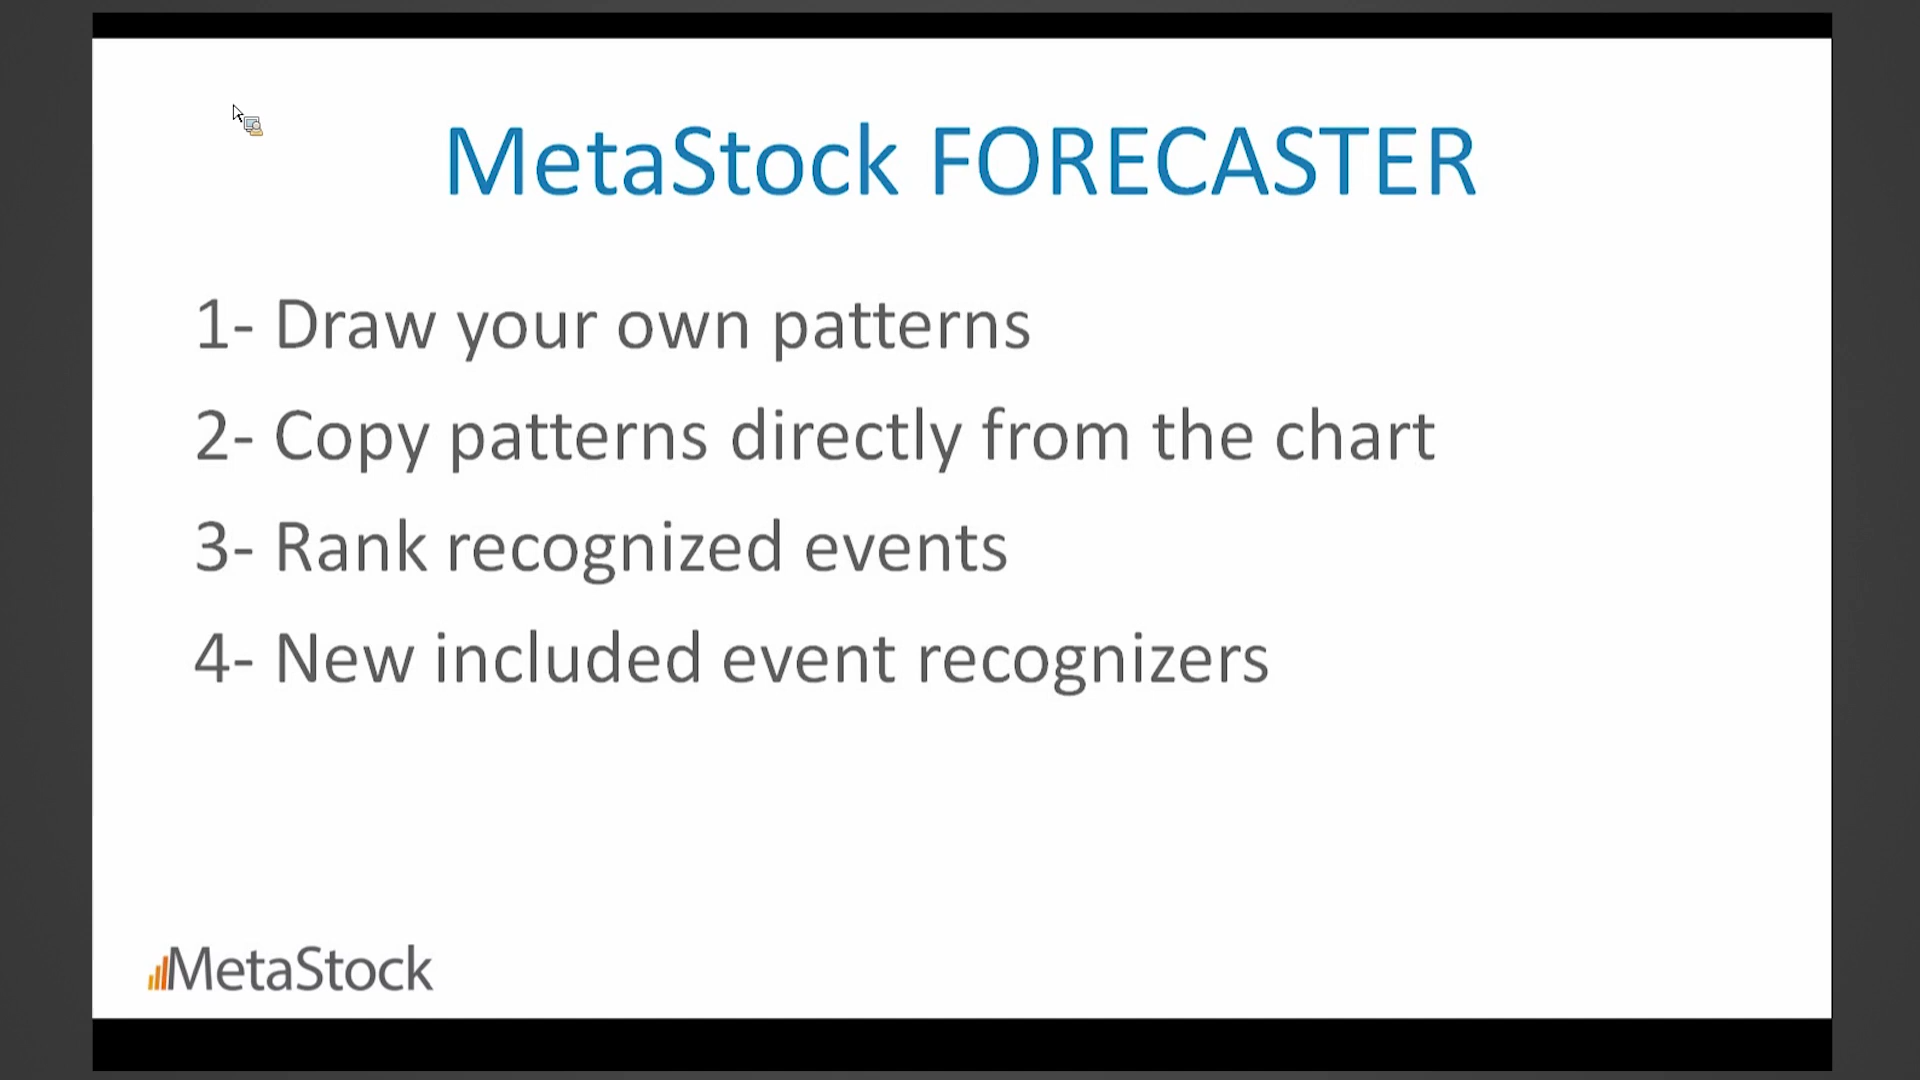 MetaStock FORECASTER
1- Draw your own patterns
2- Copy patterns directly from the chart
3- Rank recognized events
4- New included event recognizers
MetaStock